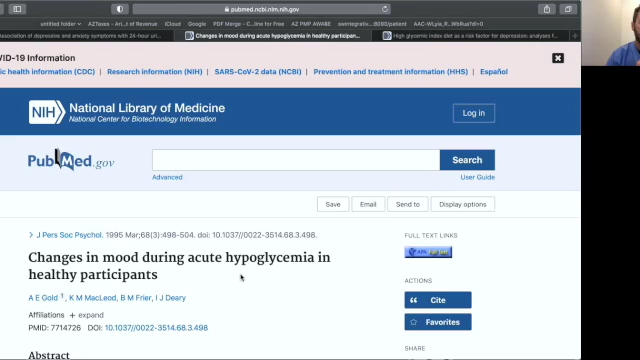 pubmed.ncbi.nlm.nih.gov
untitled folder
AZTaxes - Ari...t of Revenue
iCloud
Google
PDF Merge - C...line for Free
AZ PMP AWARE
Association of depressive and anxiety symptoms with 24-hour uri...
Changes in mood during acute hypoglycemia in healthy participan...
High glycemic index diet as a risk factor for depression: analyses f...
VID-19 Information
ic health information (CDC) | Research information (NIH) | SARS-CoV-2 data (NCBI) | Prevention and treatment information (HHS) | Español
NIH National Library of Medicine
National Center for Biotechnology Information
Log in
PubMed.gov
Search
Advanced
User Guide
Save
Email
Send to
Display options
J Pers Soc Psychol. 1995 Mar;68(3):498-504. doi: 10.1037//0022-3514.68.3.498.
Changes in mood during acute hypoglycemia in
healthy participants
A E Gold 1, K M MacLeod, B M Frier, I J Deary
Affiliations + expand
PMID: 7714726 DOI: 10.1037//0022-3514.68.3.498
Abstract
FULL TEXT LINKS
ACTIONS
Cite
Favorites
SHARE